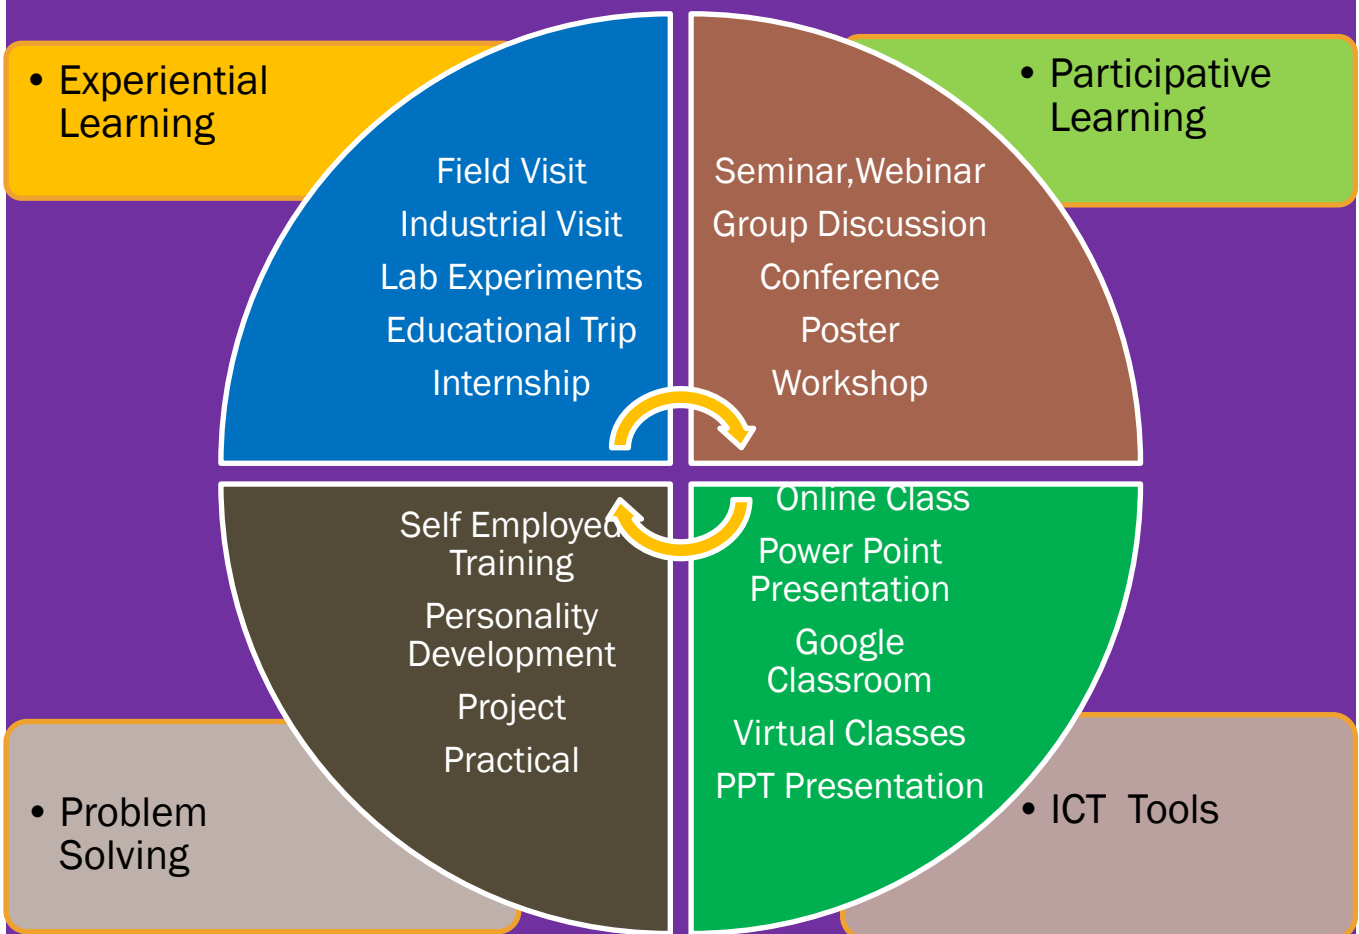 • Experiential
Learning
Field Visit
Industrial Visit
Lab Experiments
Educational Trip
Internship
Seminar,Webinar
Group Discussion
Conference
Poster
Workshop
• Participative
Learning
• Problem
Solving
Self Employed
Training
Personality
Development
Project
Practical
Online Class
Power Point
Presentation
Google
Classroom
Virtual Classes
PPT Presentation
• ICT  Tools